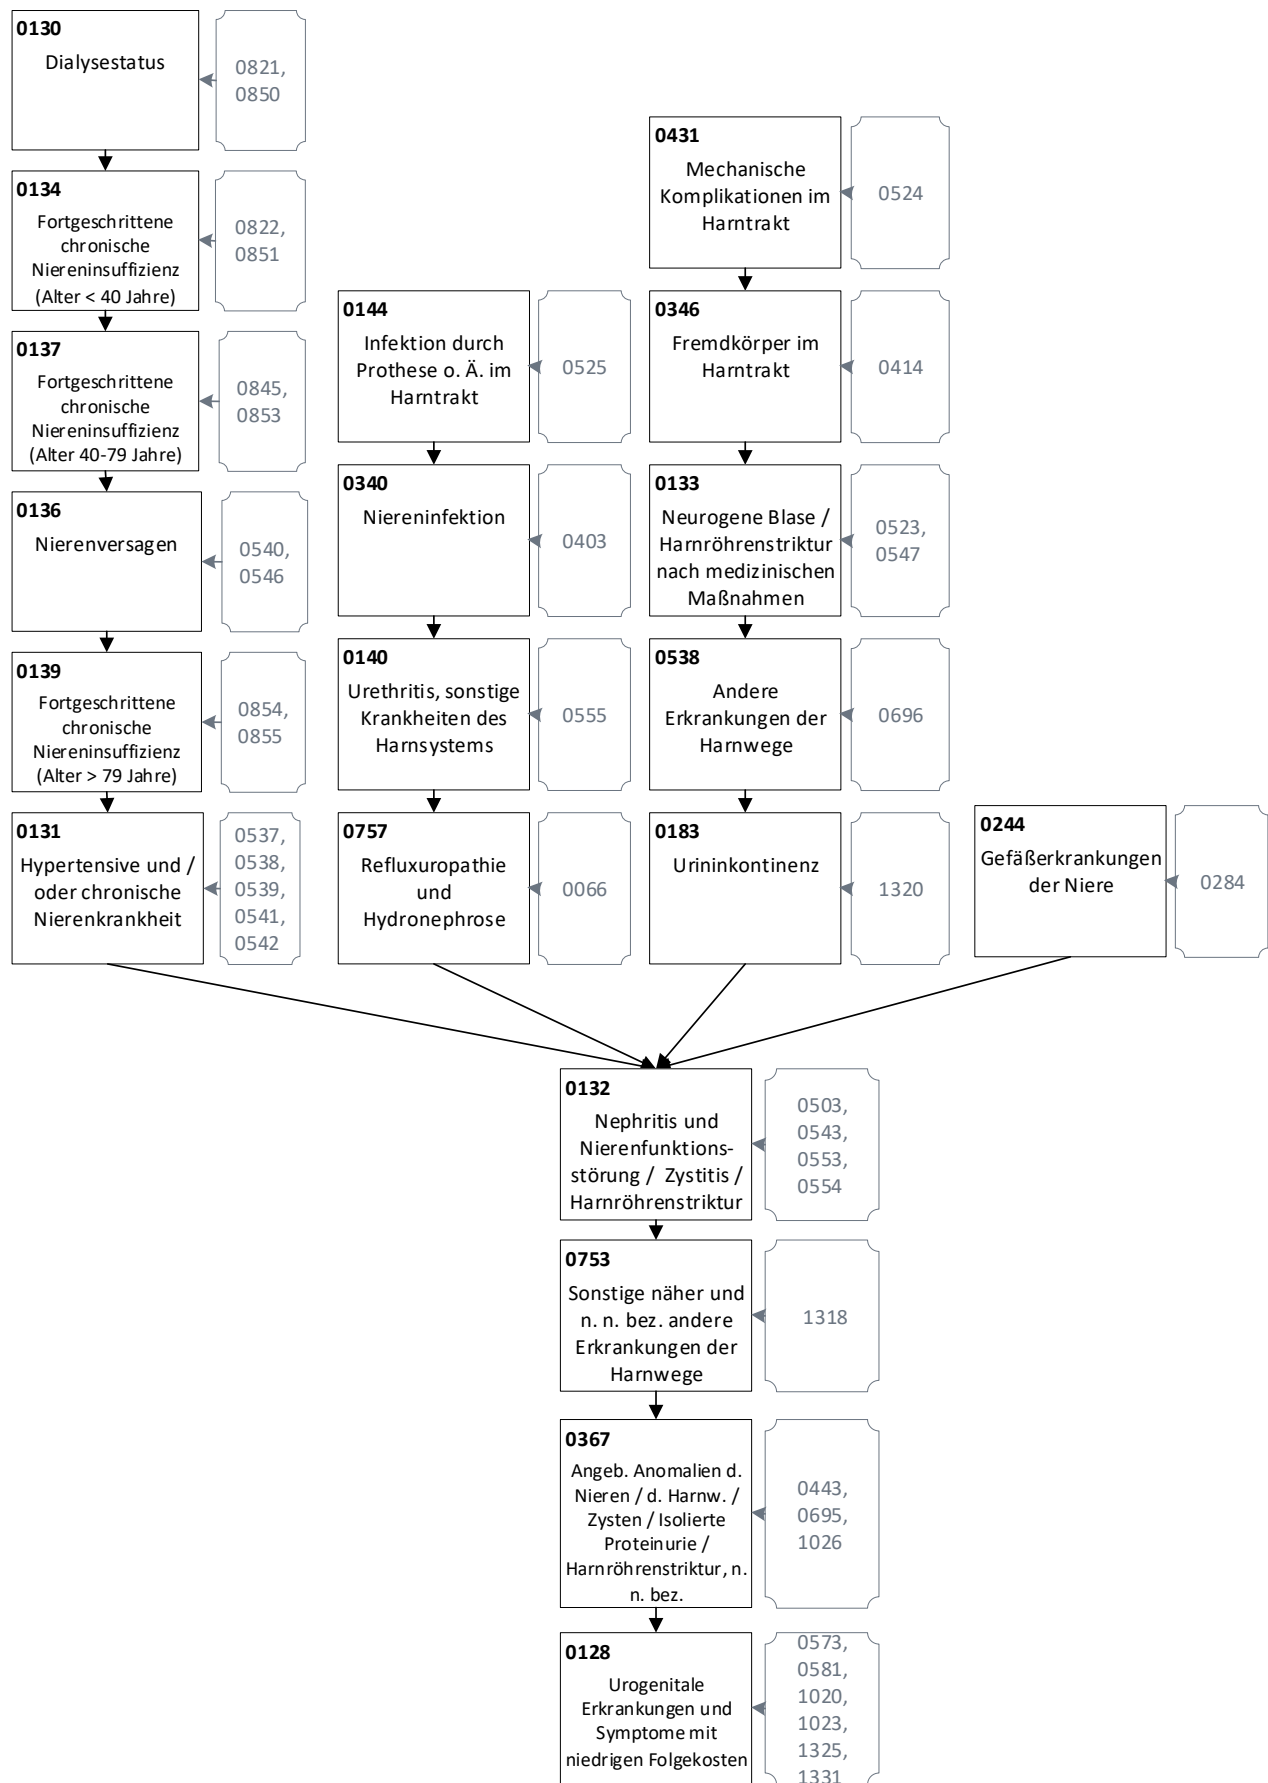 0130
Dialysestatus
0821,
0850
0134
Fortgeschrittene
chronische
Niereninsuffizienz
(Alter < 40 Jahre)
0822,
0851
0137
Fortgeschrittene
chronische
Niereninsuffizienz
(Alter 40-79 Jahre)
0845,
0853
0136
Nierenversagen
0540,
0546
0139
Fortgeschrittene
chronische
Niereninsuffizienz
(Alter > 79 Jahre)
0854,
0855
0131
Hypertensive und /
oder chronische
Nierenkrankheit
0537,
0538,
0539,
0541,
0542
0144
Infektion durch
Prothese o. Ä. im
Harntrakt
0525
0340
Niereninfektion
0403
0140
Urethritis, sonstige
Krankheiten des
Harnsystems
0555
0757
Refluxuropathie
und
Hydronephrose
0066
0431
Mechanische
Komplikationen im
Harntrakt
0524
0346
Fremdkörper im
Harntrakt
0414
0133
Neurogene Blase /
Harnröhrenstriktur
nach medizinischen
Maßnahmen
0523,
0547
0538
Andere
Erkrankungen der
Harnwege
0696
0183
Urininkontinenz
1320
0244
Gefäßerkrankungen
der Niere
0284
0132
Nephritis und
Nierenfunktions-
störung / Zystitis /
Harnröhrenstriktur
0503,
0543,
0553,
0554
0753
Sonstige näher und
n. n. bez. andere
Erkrankungen der
Harnwege
1318
0367
Angeb. Anomalien d.
Nieren / d. Harnw. /
Zysten / Isolierte
Proteinurie /
Harnröhrenstriktur, n.
n. bez.
0443,
0695,
1026
0128
Urogenitale
Erkrankungen und
Symptome mit
niedrigen Folgekosten
0573,
0581,
1020,
1023,
1325,
1331